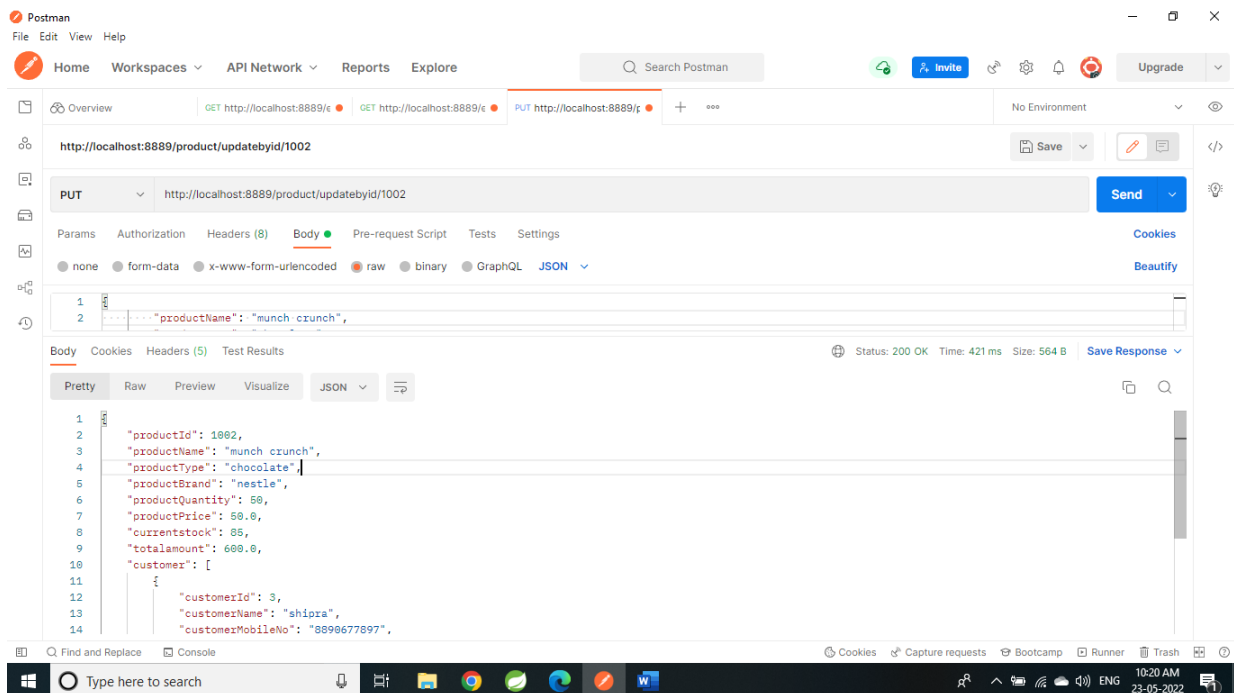 Postman
File Edit View Help
Home Workspaces API Network Reports Explore Search Postman Invite Upgrade
Overview GET http://localhost:8889/e GET http://localhost:8889/e PUT http://localhost:8889/p No Environment
http://localhost:8889/product/updatebyid/1002 Save
PUT http://localhost:8889/product/updatebyid/1002 Send
Params Authorization Headers (8) Body Pre-request Script Tests Settings Cookies
none form-data x-www-form-urlencoded raw binary GraphQL JSON Beautify
1 {
2 "productName": "munch crunch",
Body Cookies Headers (5) Test Results Status: 200 OK Time: 421 ms Size: 564 B Save Response
Pretty Raw Preview Visualize JSON
1 {
2 "productId": 1002,
3 "productName": "munch crunch",
4 "productType": "chocolate",
5 "productBrand": "nestle",
6 "productQuantity": 50,
7 "productPrice": 50.0,
8 "currentstock": 85,
9 "totalamount": 600.0,
10 "customer": [
11 {
12 "customerId": 3,
13 "customerName": "shipra",
14 "customerMobileNo": "8890677897",
Find and Replace Console Cookies Capture requests Bootcamp Runner Trash
Type here to search ENG 10:20 AM
23-05-2022